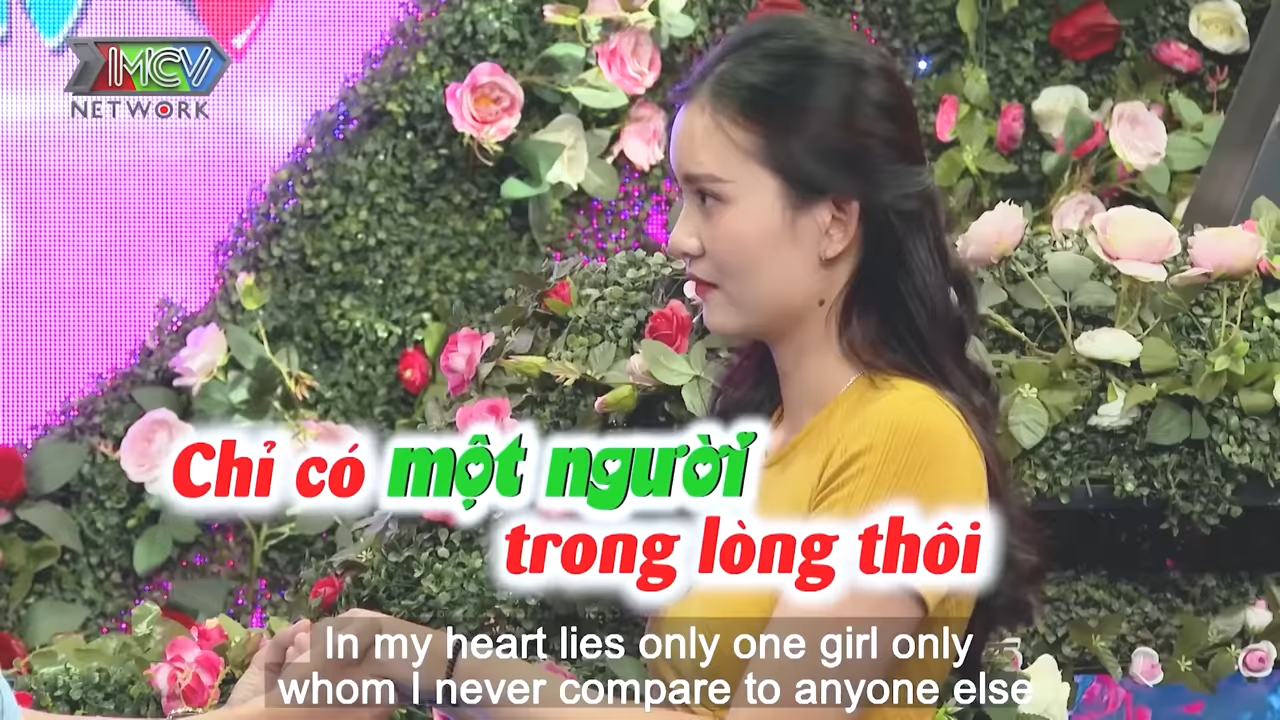 MCV
NETWORK
Chỉ có một người
trong lòng thôi
In my heart lies only one girl only
whom I never compare to anyone else